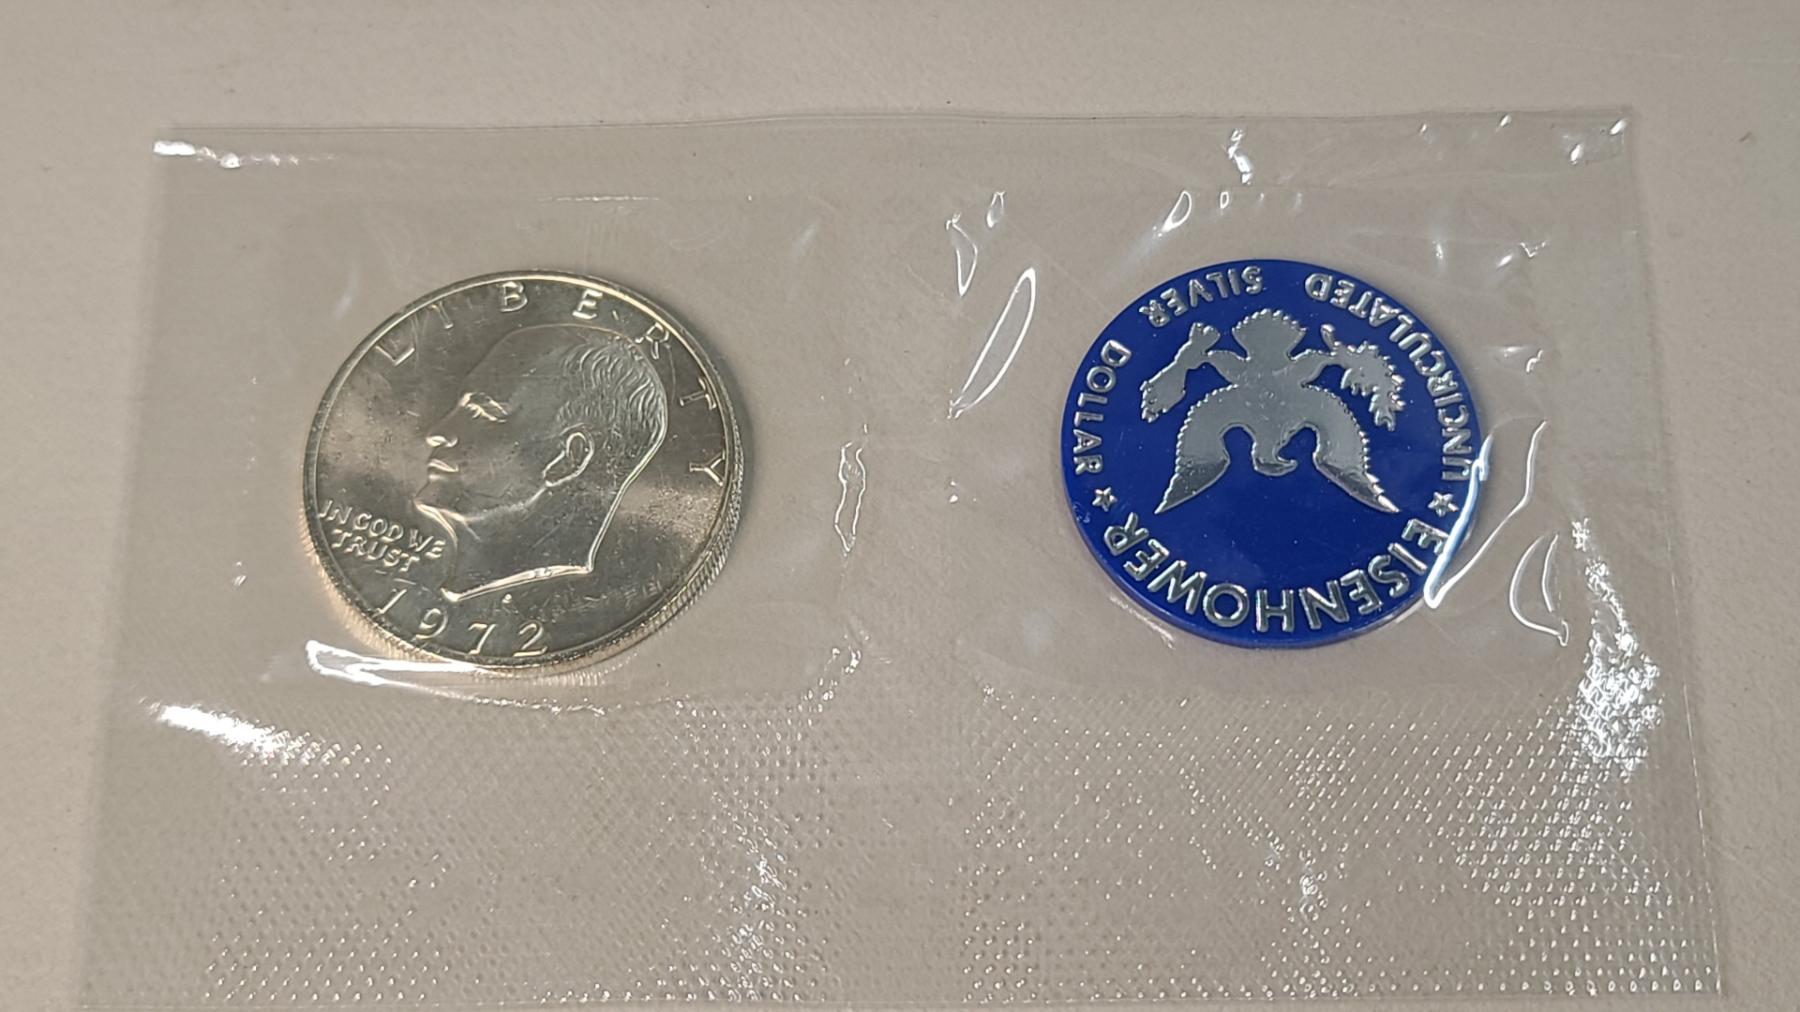 LIBERTY
IN GOD WE
TRUST
1972
EISENHOWER
UNCIRCULATED SILVER DOLLAR